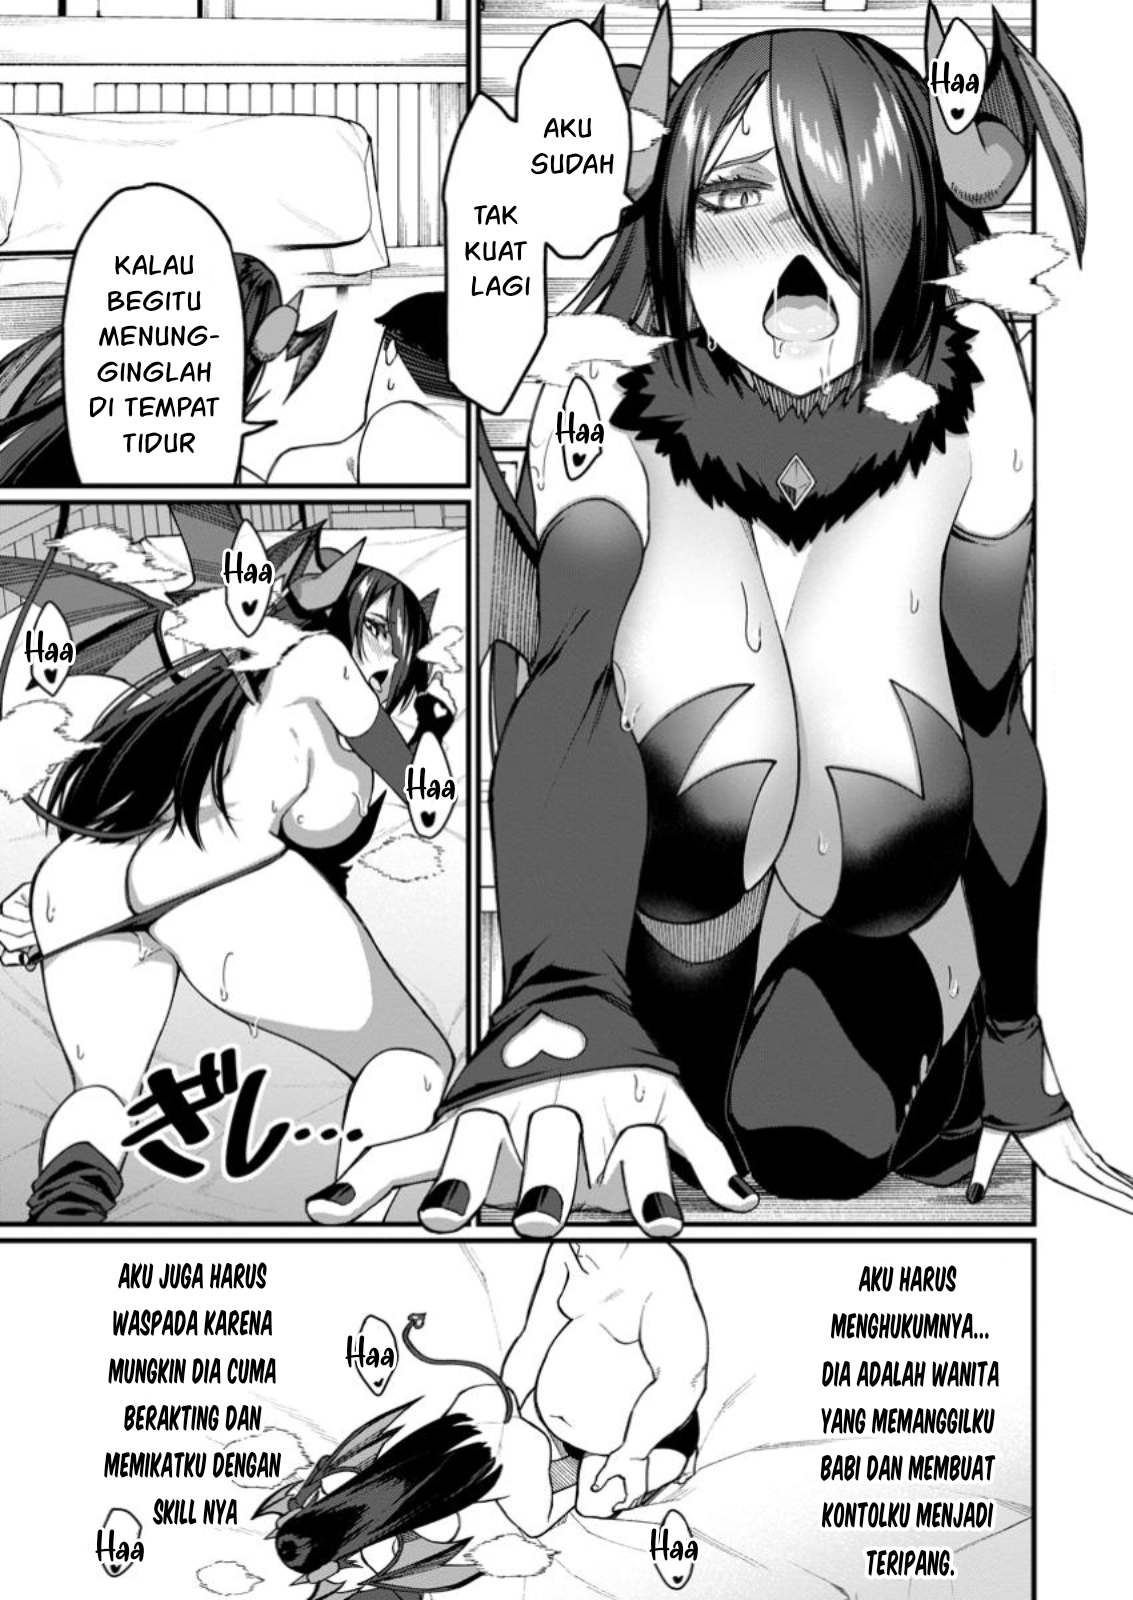 Haa
AKU
SUDAH
TAK
KUAT
LAGI
Haa
KALAU
BEGITU
MENUNG-
GINGLAH
DI TEMPAT
TIDUR
Haa
Haa
Haa
ざし…
AKU HARUS
MENGHUKUMNYA...
DIA ADALAH WANITA
YANG MEMANGGILKU
BABI DAN MEMBUAT
KONTOLKU MENJADI
TERIPANG.
Haa
Haa
AKU JUGA HARUS
WASPADA KARENA
MUNGKIN DIA CUMA
BERAKTING DAN
MEMIKATKU DENGAN
SKILL NYA
Haa